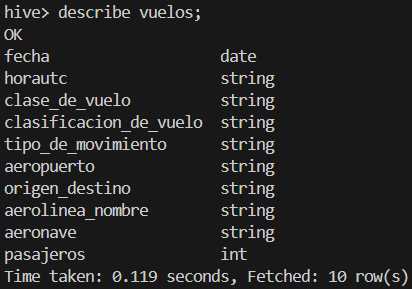 hive> describe vuelos;
OK
fecha date
horautc string
clase_de_vuelo string
clasificacion_de_vuelo string
tipo_de_movimiento string
aeropuerto string
origen_destino string
aerolinea_nombre string
aeronave string
pasajeros int
Time taken: 0.119 seconds, Fetched: 10 row(s)